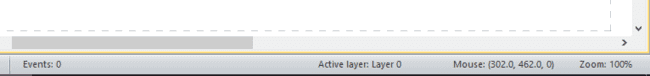 Events: 0 Active layer: Layer 0 Mouse: (302.0, 462.0, 0) Zoom: 100%